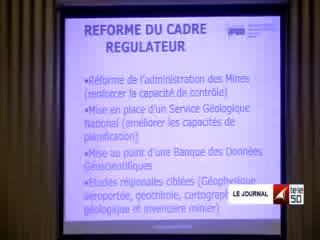 REFORME DU CADRE
REGULATEUR
•Réforme de l'administration des Mines
(renforcer la capacité de contrôle)
•Mise en place d'un Service Géologique
National (améliorer les capacités de
planification)
•Mise au point d'une Banque des Données
Géoscientifiques
•Etudes régionales ciblées (Géophysique
aéroportée, géochimie,
géologique et inventaire minier)
LE JOURNAL
télé
50